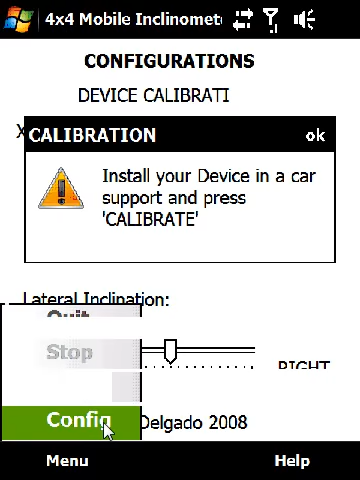 4x4 Mobile Inclinomet
CONFIGURATIONS
DEVICE CALIBRATI
X
CALIBRATION
ok
Install your Device in a car
support and press
'CALIBRATE'
Lateral Inclination:
Quit
Stop
RIGHT
Config
Delgado 2008
Menu
Help